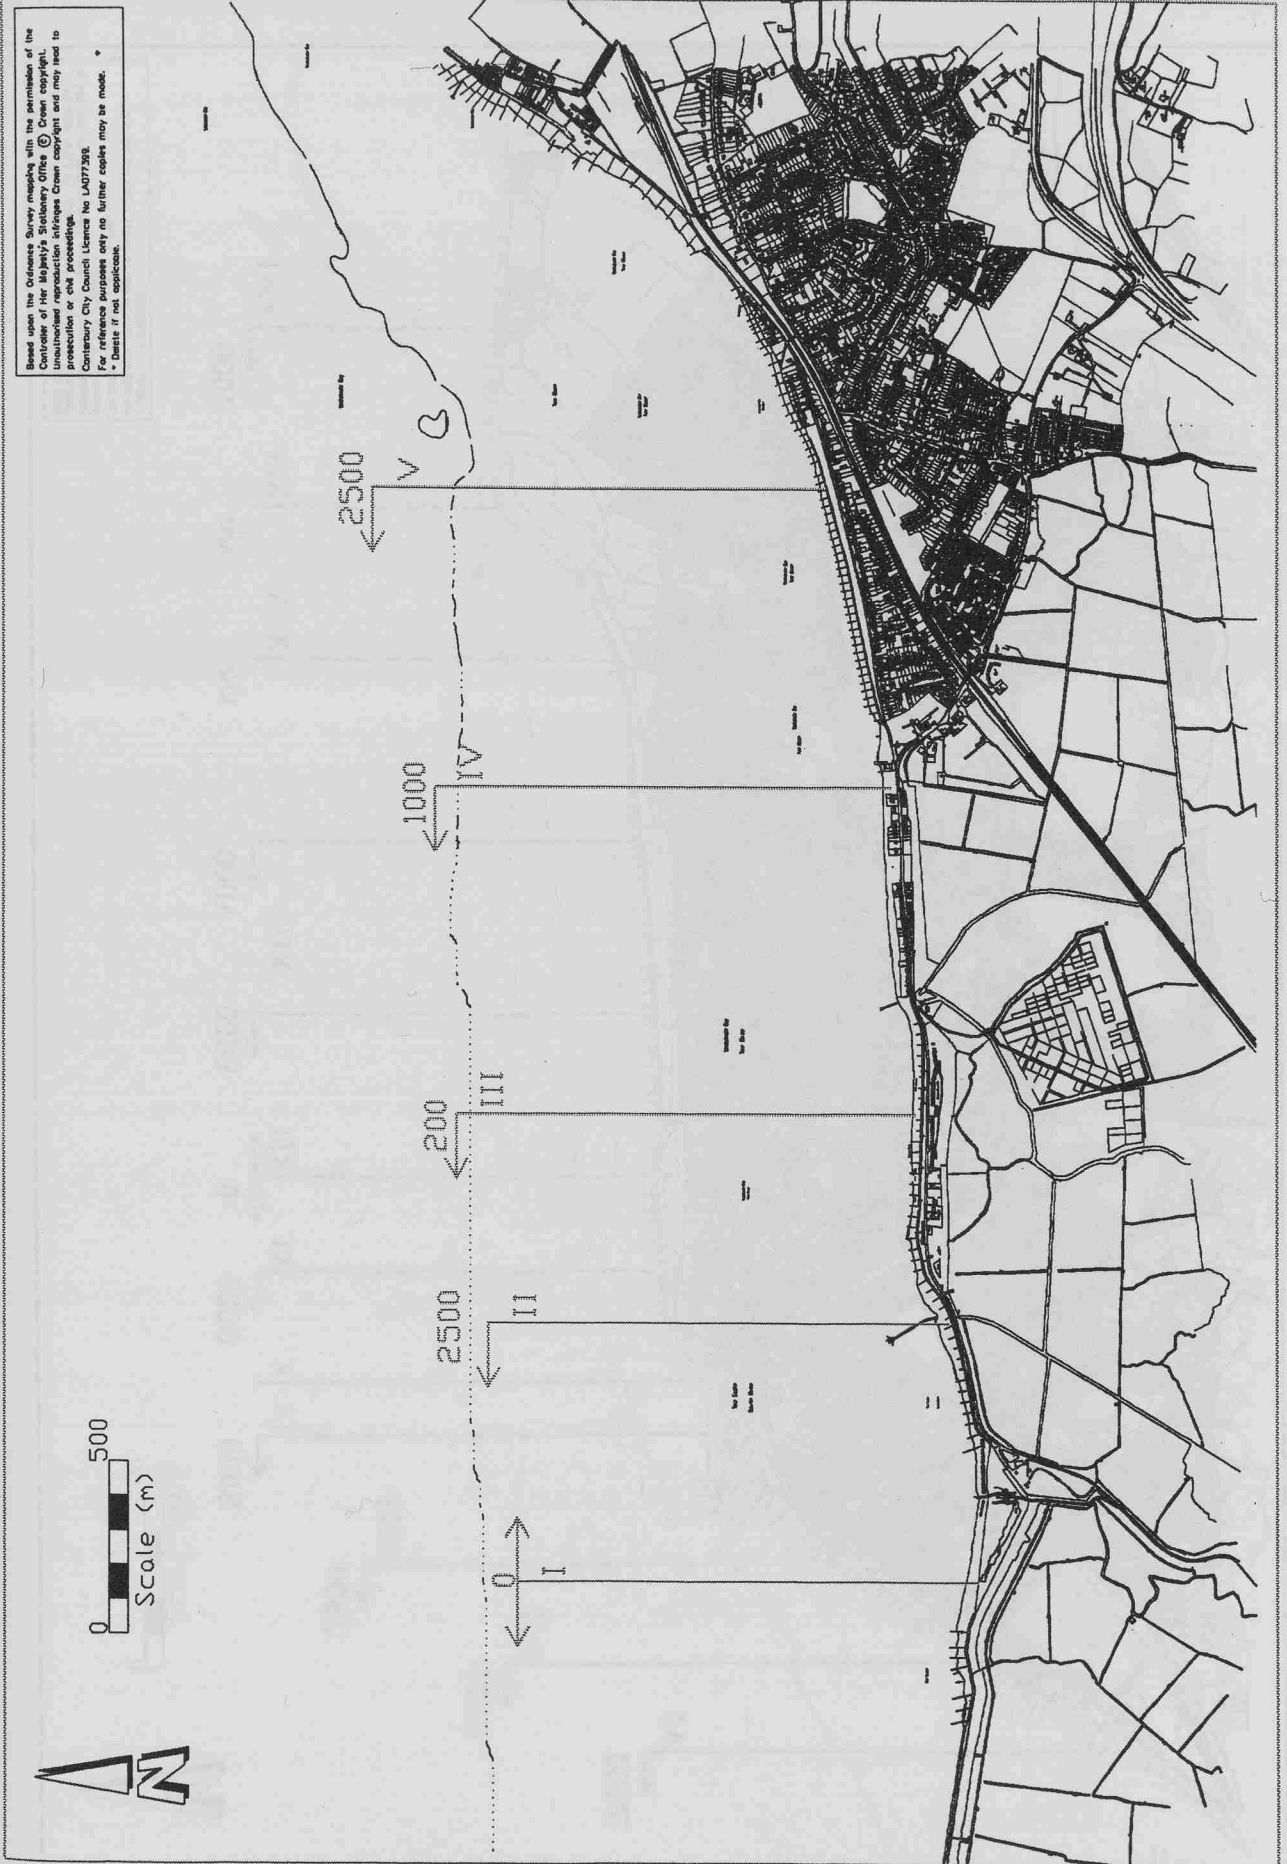 Based upon the Ordnance Survey mapping with the permission of the
Controller of Her Majesty's Stationery Office © Crown copyright.
Unauthorised reproduction infringes Crown copyright and may lead to
prosecution or civil proceedings.
Canterbury City Council Licence No LA077399.
For reference purposes only no further copies may be made. *
* Delete if not applicable.
N
0 500
Scale (m)
0
I
2500
II
200
III
1000
IV
2500
V